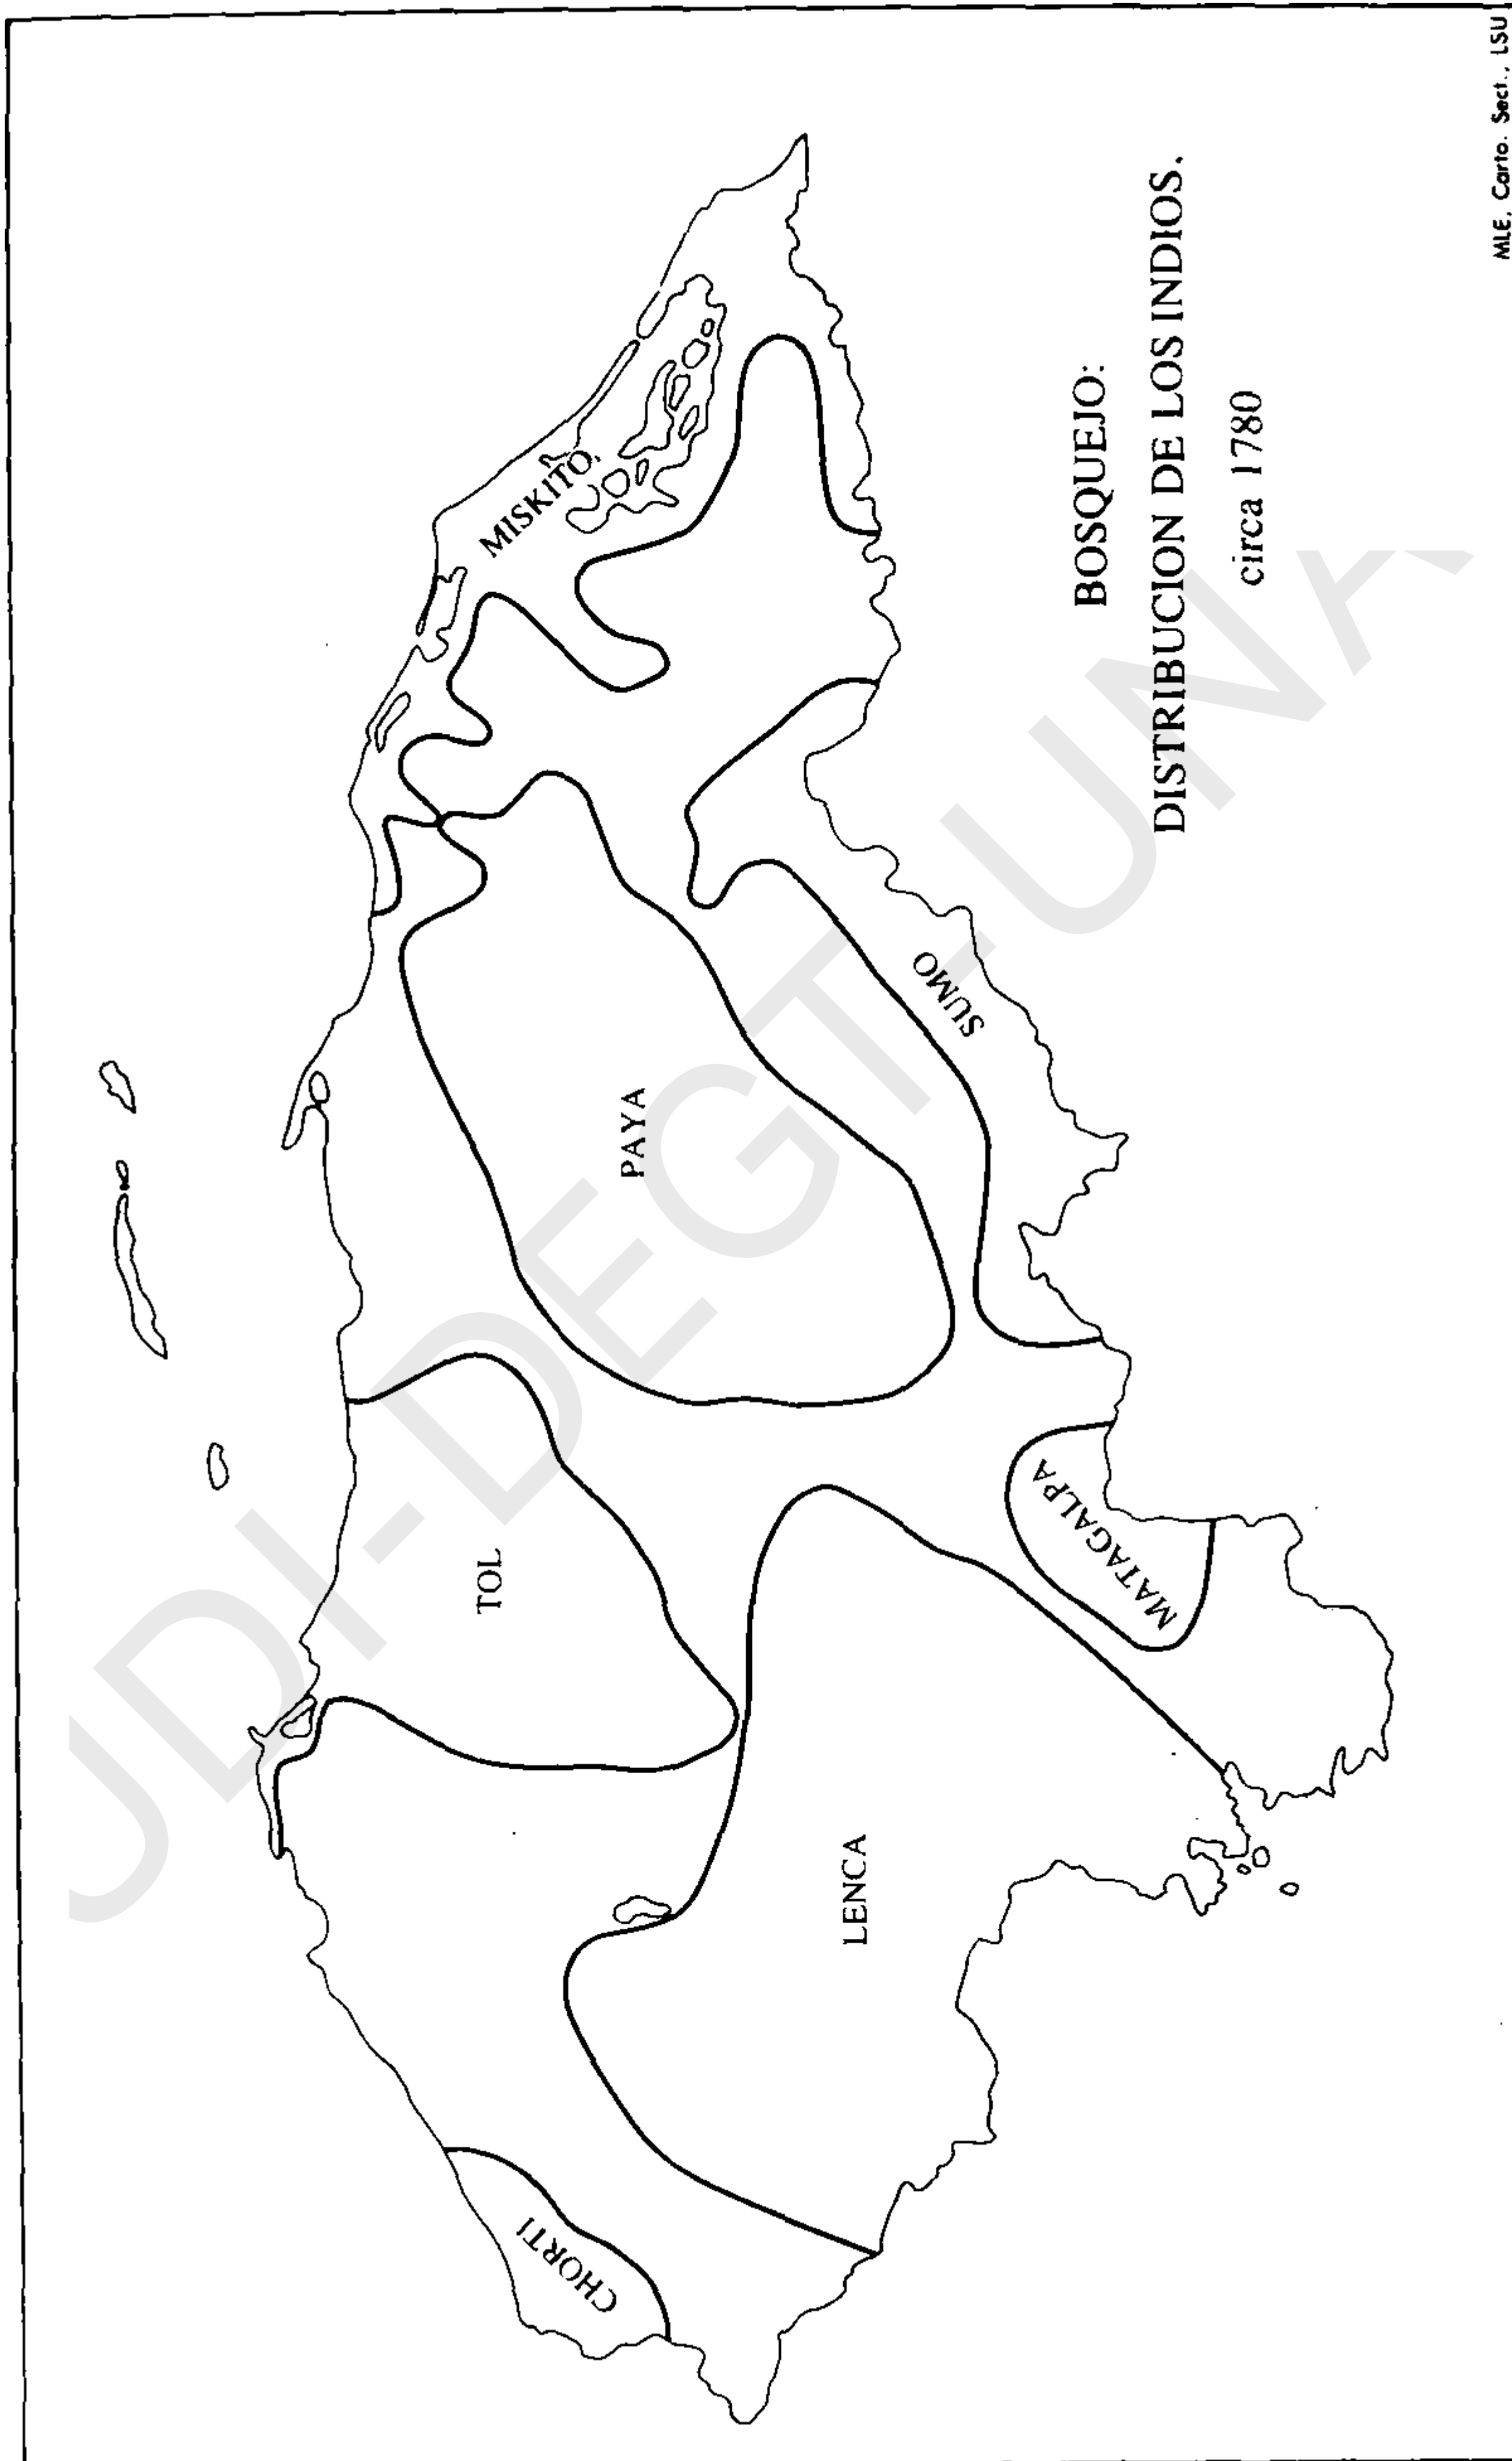 MISKITO.
PAYA
SUMO
TOL
MATAGALPA
LENCA
CHORTI
BOSQUEJO:
DISTRIBUCION DE LOS INDIOS.
circa 1780
MLE, Carto. Sect., LSU
UDI-DEGT-UNA